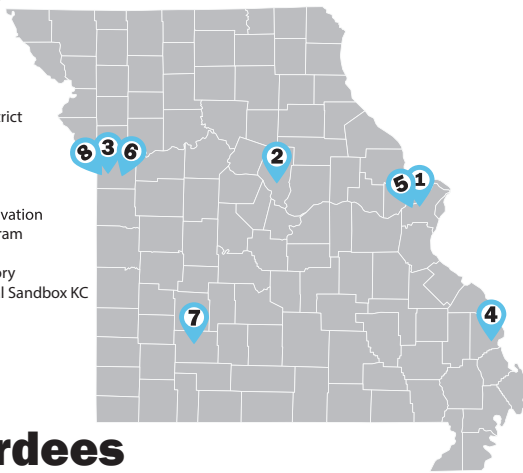 rict
vation
ram
ory
l Sandbox KC
8 3 6
2
5 1
7
4
rdees